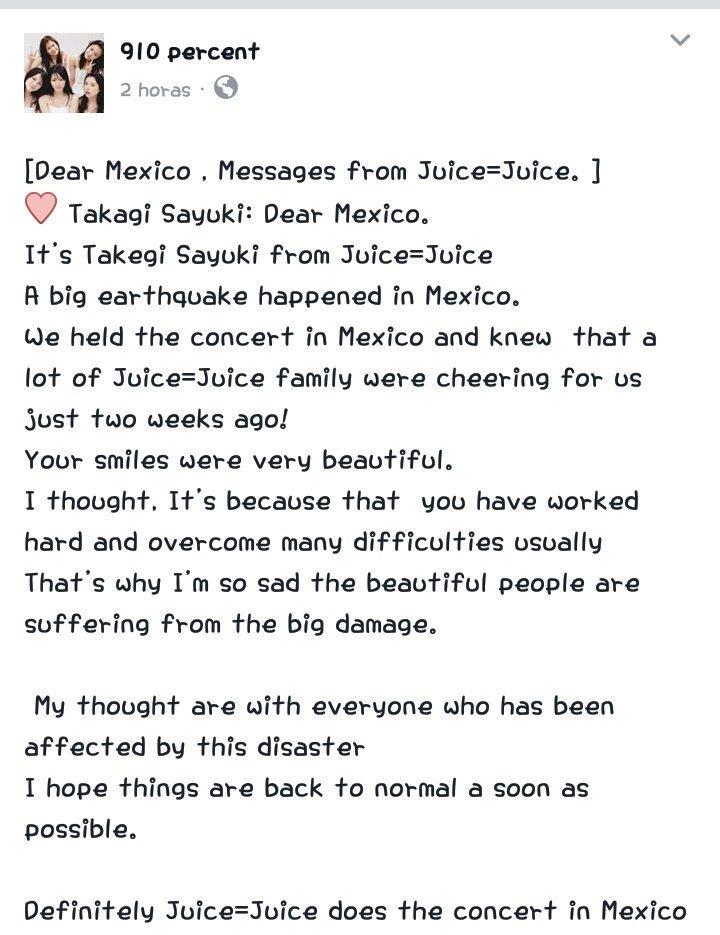 910 percent
2 horas ·
[Dear Mexico , Messages from Juice=Juice. ]
Takagi Sayuki: Dear Mexico.
It's Takegi Sayuki from Juice=Juice
A big earthquake happened in Mexico.
We held the concert in Mexico and knew  that a
lot of Juice=Juice family were cheering for us
just two weeks ago!
Your smiles were very beautiful.
I thought, It's because that  you have worked
hard and overcome many difficulties usually
That's why I'm so sad the beautiful people are
suffering from the big damage.
My thought are with everyone who has been
affected by this disaster
I hope things are back to normal a soon as
possible.
Definitely Juice=Juice does the concert in Mexico